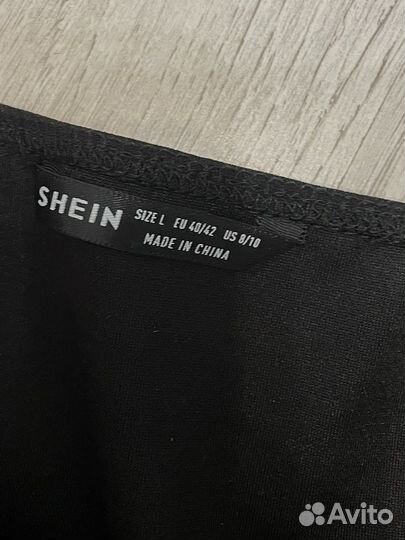 SHEIN
SIZE L EU 40/42 US 8/10
MADE IN CHINA
Avito